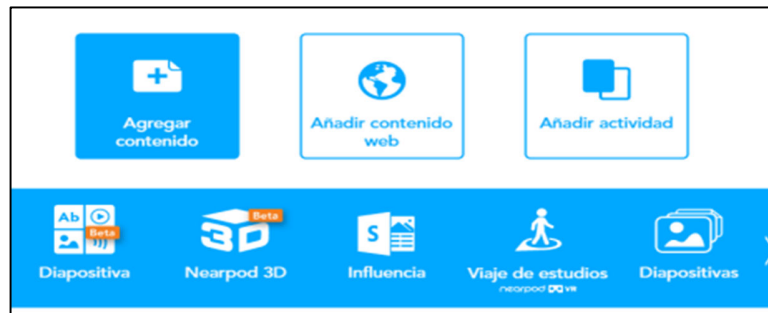 Agregar
contenido
Añadir contenido
web
Añadir actividad
Ab
Beta
Diapositiva
3D
Beta
Nearpod 3D
S
Influencia
Viaje de estudios
nearpod VR
Diapositivas